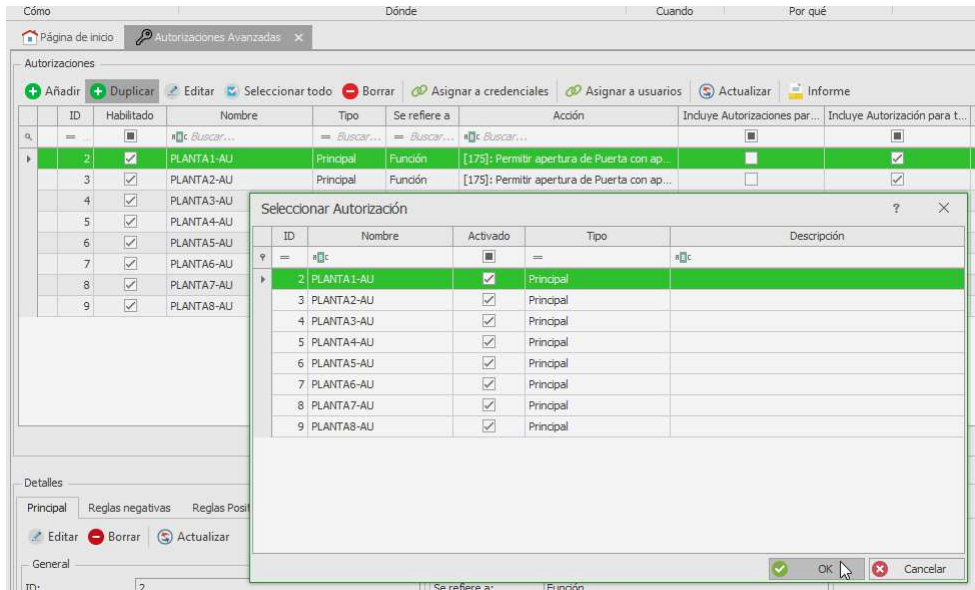 Cómo Dónde Cuando Por qué
Página de inicio Autorizaciones Avanzadas
Autorizaciones
Añadir Duplicar Editar Seleccionar todo Borrar Asignar a credenciales Asignar a usuarios Actualizar Informe
ID Habilitado Nombre Tipo Se refiere a Acción Incluye Autorizaciones par... Incluye Autorización para t...
= ... Buscar... = Buscar... = Buscar... Buscar...
2 PLANTA1-AU Principal Función [175]: Permitir apertura de Puerta con ap...
3 PLANTA2-AU Principal Función [175]: Permitir apertura de Puerta con ap...
4 PLANTA3-AU
5 PLANTA4-AU
6 PLANTA5-AU
7 PLANTA6-AU
8 PLANTA7-AU
9 PLANTA8-AU
Seleccionar Autorización ?
ID Nombre Activado Tipo Descripción
= =
2 PLANTA1-AU Principal
3 PLANTA2-AU Principal
4 PLANTA3-AU Principal
5 PLANTA4-AU Principal
6 PLANTA5-AU Principal
7 PLANTA6-AU Principal
8 PLANTA7-AU Principal
9 PLANTA8-AU Principal
OK Cancelar
Detalles
Principal Reglas negativas Reglas Posit
Editar Borrar Actualizar
General
ID: 2 Se refiere a: Función